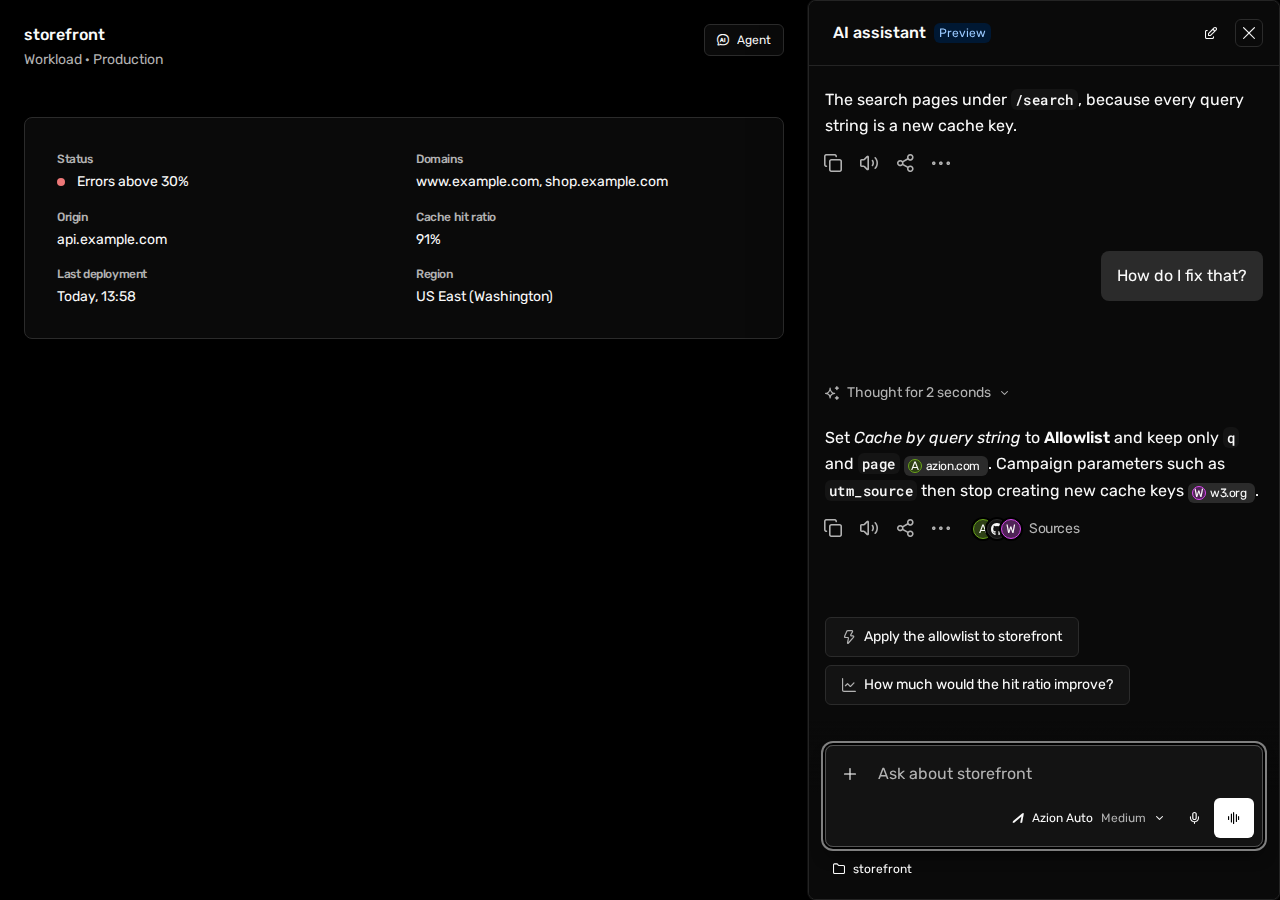 storefront
Workload • Production
Agent
Status
Errors above 30%
Domains
www.example.com, shop.example.com
Origin
api.example.com
Cache hit ratio
91%
Last deployment
Today, 13:58
Region
US East (Washington)
AI assistant Preview
The search pages under /search, because every query
string is a new cache key.
How do I fix that?
Thought for 2 seconds
Set Cache by query string to Allowlist and keep only q
and page A azion.com. Campaign parameters such as
utm_source then stop creating new cache keys W w3.org.
A W Sources
Apply the allowlist to storefront
How much would the hit ratio improve?
Ask about storefront
Azion Auto Medium
storefront